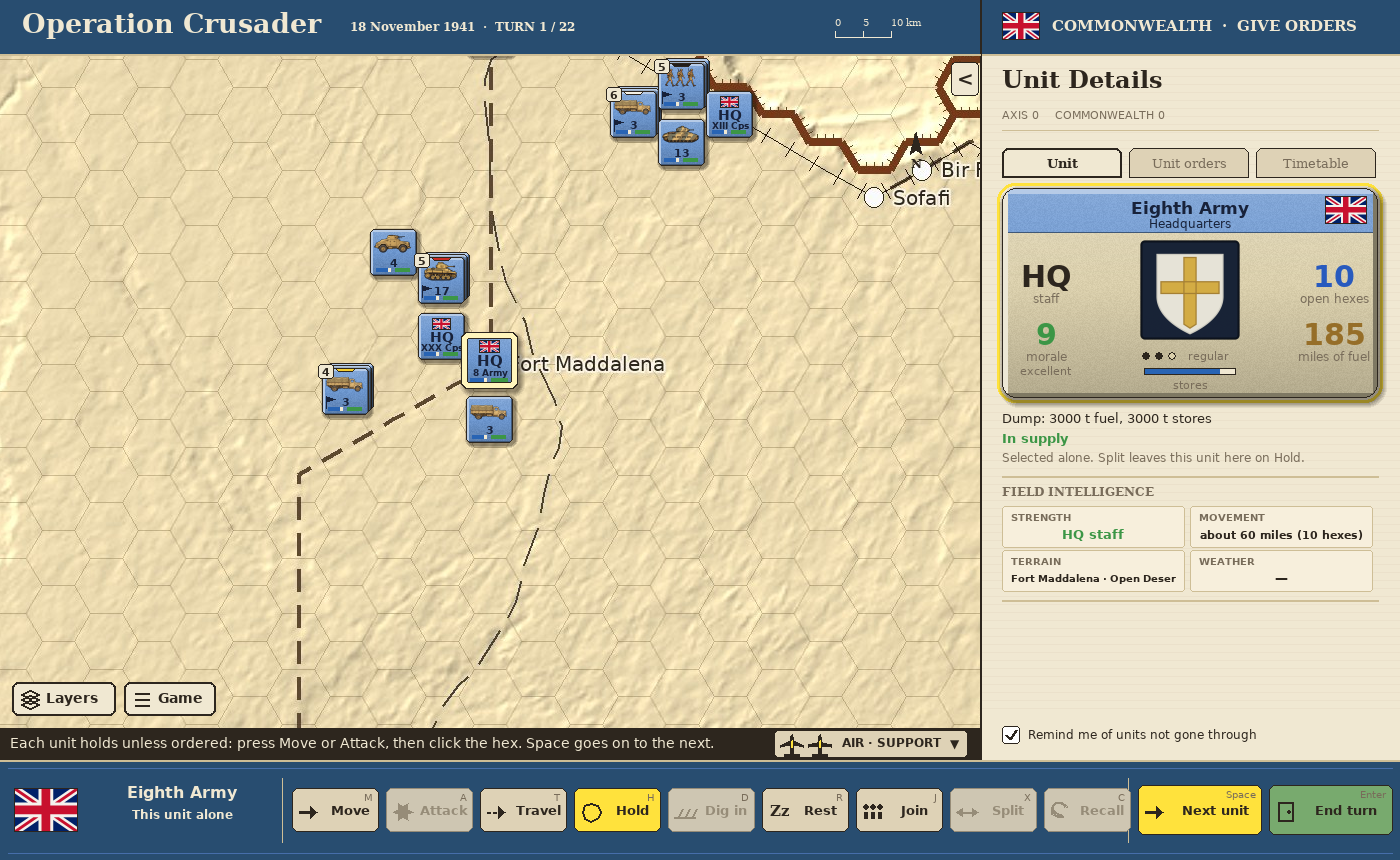 Operation Crusader
18 November 1941 · TURN 1 / 22
0 5 10 km
COMMONWEALTH · GIVE ORDERS
<
5
3
6
3
HQ
XIII Cps
13
N
Bir
Sofafi
4
5
17
HQ
XXX Cps
HQ
8 Army
Fort Maddalena
4
3
3
Layers
Game
Each unit holds unless ordered: press Move or Attack, then click the hex. Space goes on to the next.
AIR · SUPPORT ▼
Unit Details
AXIS 0 COMMONWEALTH 0
Unit
Unit orders
Timetable
Eighth Army
Headquarters
HQ
staff
10
open hexes
9
morale
excellent
185
miles of fuel
regular
stores
Dump: 3000 t fuel, 3000 t stores
In supply
Selected alone. Split leaves this unit here on Hold.
FIELD INTELLIGENCE
STRENGTH
HQ staff
MOVEMENT
about 60 miles (10 hexes)
TERRAIN
Fort Maddalena · Open Deser
WEATHER
—
Remind me of units not gone through
Eighth Army
This unit alone
M
Move
A
Attack
T
Travel
H
Hold
D
Dig in
R
Zz Rest
J
Join
X
Split
C
Recall
Space
Next unit
Enter
End turn